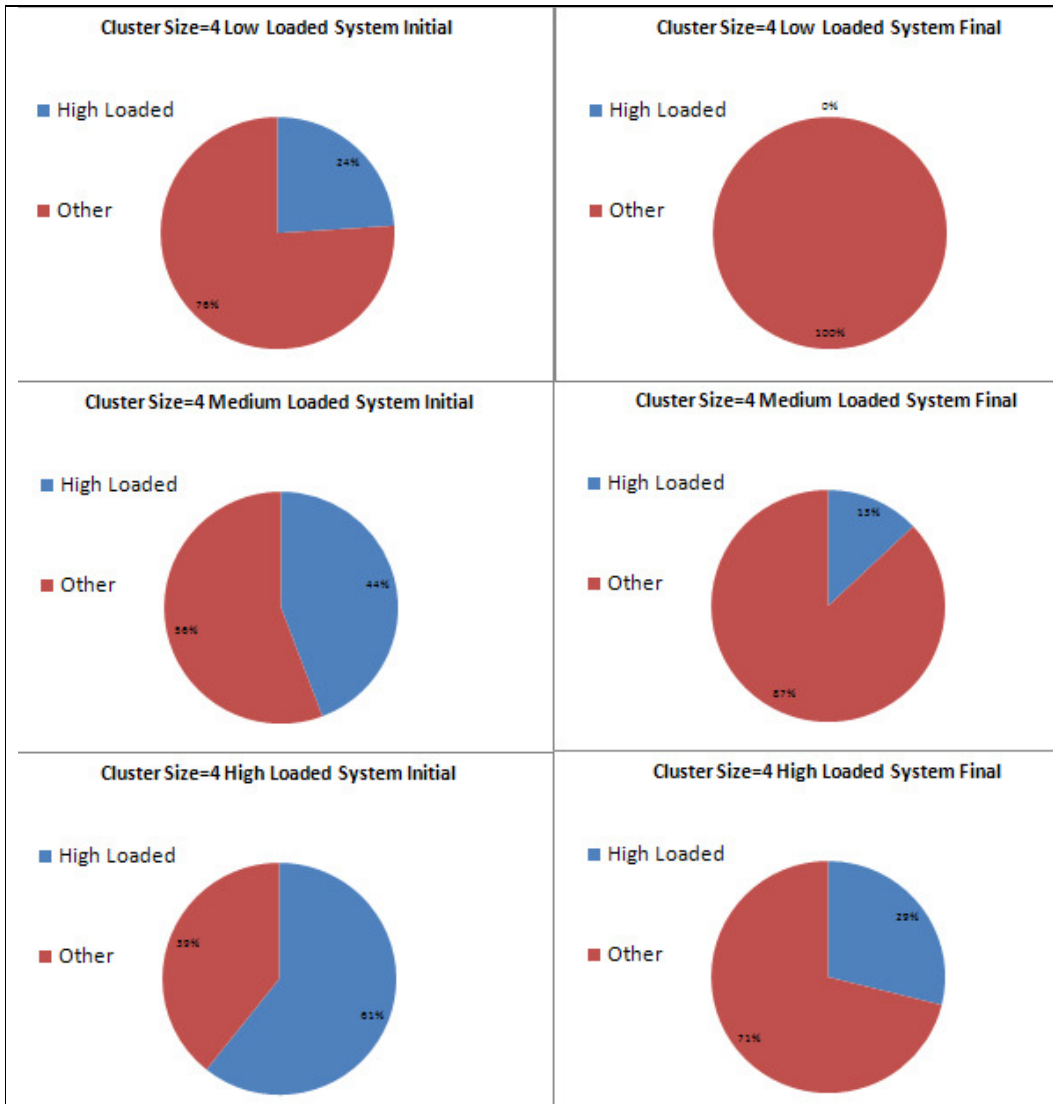 Cluster Size=4 Low Loaded System Initial
High Loaded
Other
24%
76%
Cluster Size=4 Low Loaded System Final
High Loaded
Other
0%
100%
Cluster Size=4 Medium Loaded System Initial
High Loaded
Other
44%
56%
Cluster Size=4 Medium Loaded System Final
High Loaded
Other
13%
87%
Cluster Size=4 High Loaded System Initial
High Loaded
Other
39%
61%
Cluster Size=4 High Loaded System Final
High Loaded
Other
29%
71%